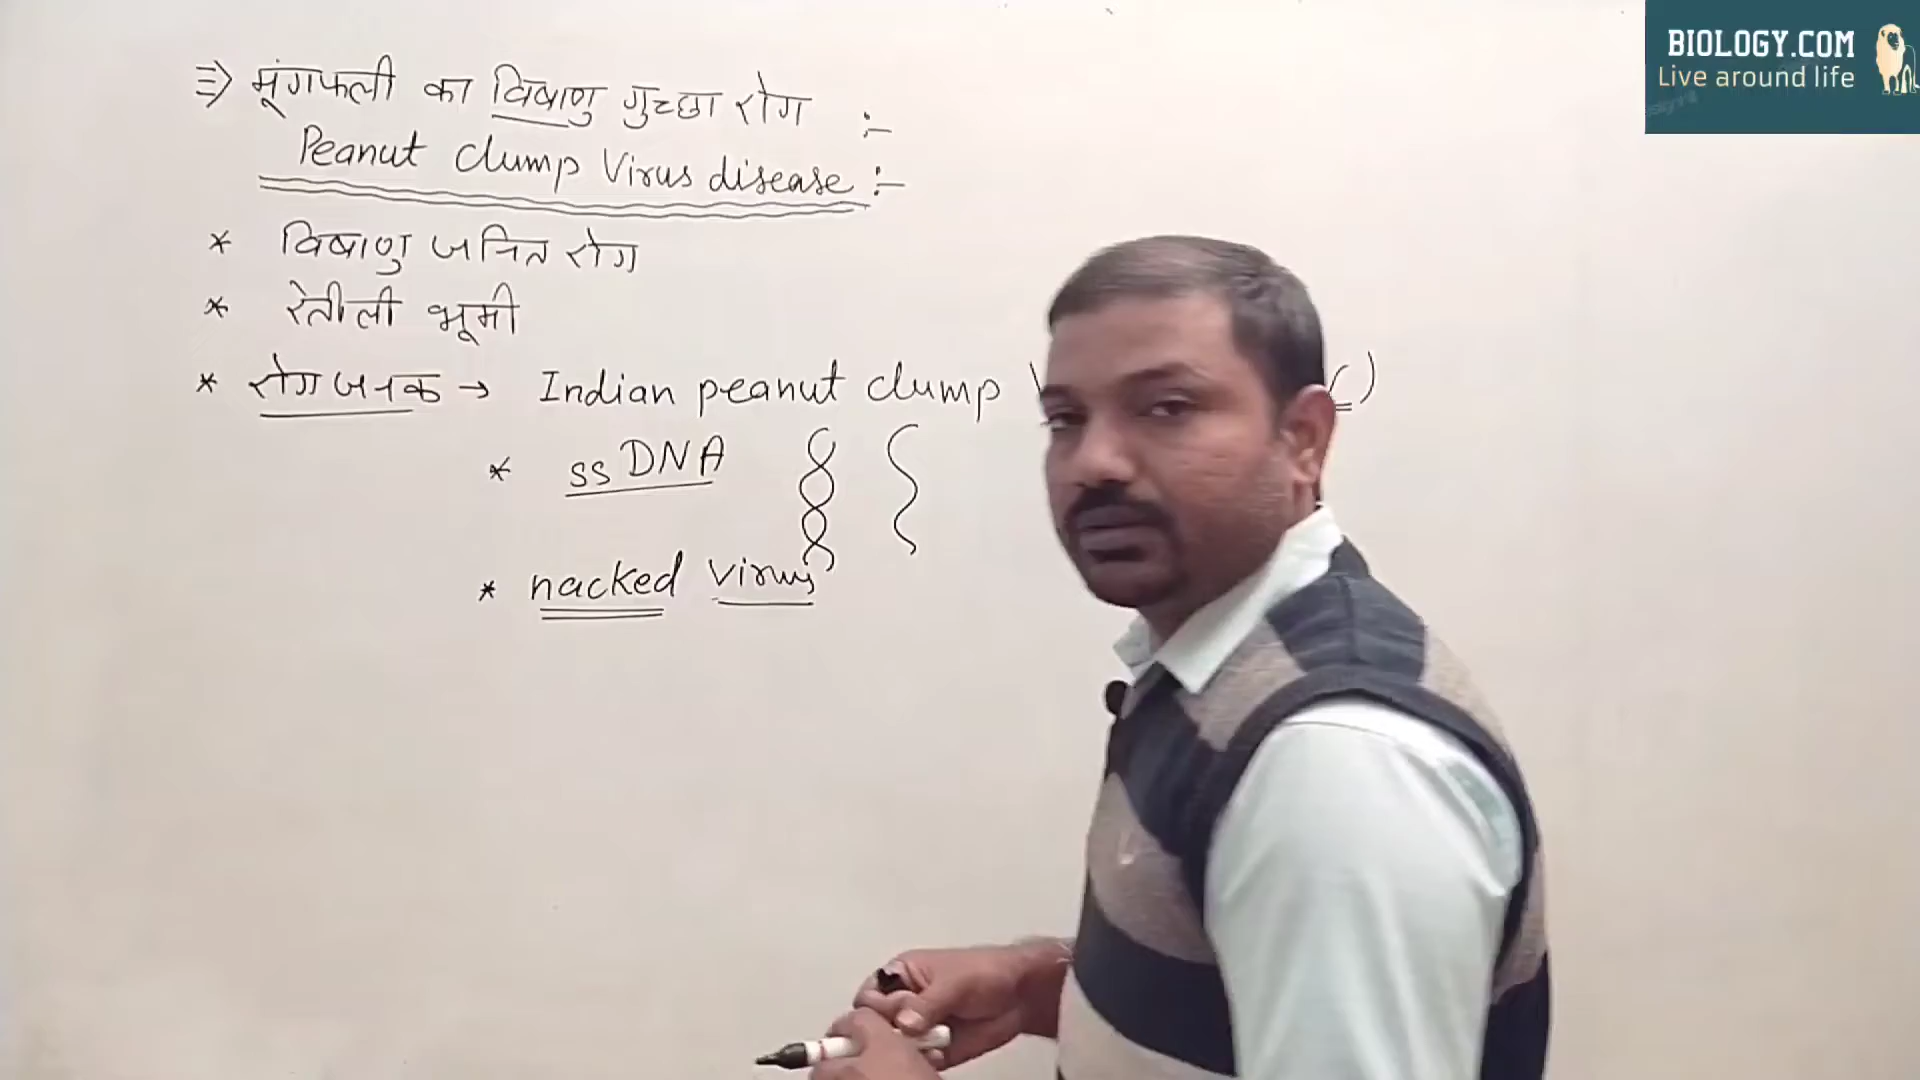 ⇒ मूंगफली का विषाणु गुच्छा रोग :-
Peanut clump Virus disease :-
* विषाणु जनित रोग
* रेतीली भूमी
* रोगजनक → Indian peanut clump
* ss DNA
* nacked virus
BIOLOGY.COM
Live around life